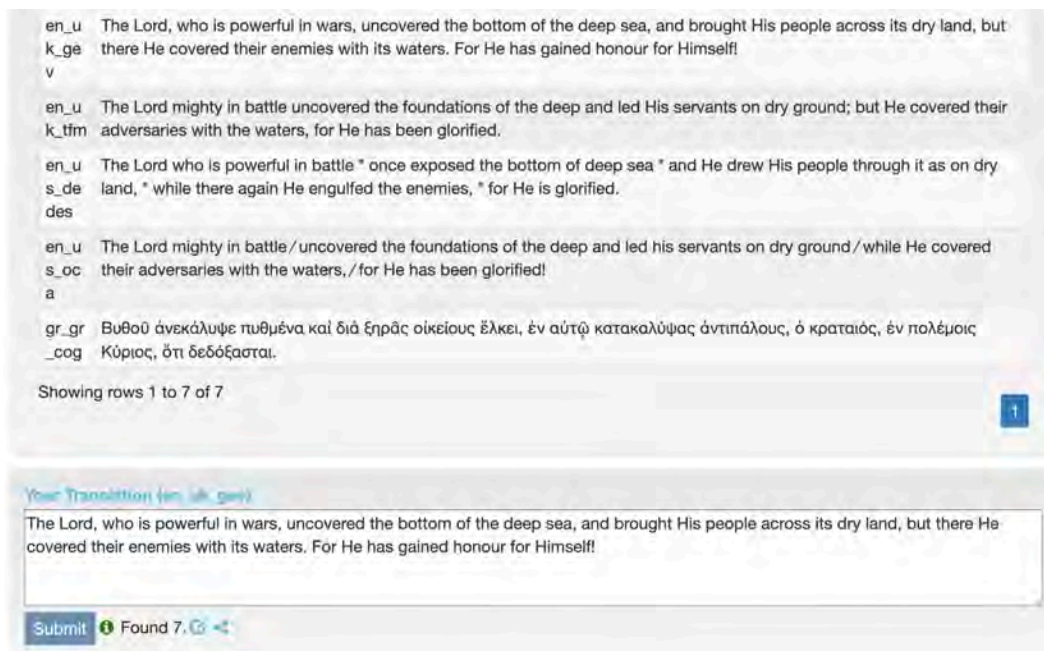 en_u The Lord, who is powerful in wars, uncovered the bottom of the deep sea, and brought His people across its dry land, but
k_ge there He covered their enemies with its waters. For He has gained honour for Himself!
v
en_u The Lord mighty in battle uncovered the foundations of the deep and led His servants on dry ground; but He covered their
k_tfm adversaries with the waters, for He has been glorified.
en_u The Lord who is powerful in battle * once exposed the bottom of deep sea * and He drew His people through it as on dry
s_de land, * while there again He engulfed the enemies, * for He is glorified.
des
en_u The Lord mighty in battle/uncovered the foundations of the deep and led his servants on dry ground/while He covered
s_oc their adversaries with the waters,/for He has been glorified!
a
gr_gr Βυθοῦ ἀνεκάλυψε πυθμένα καὶ διὰ ξηρᾶς οἰκείους ἕλκει, ἐν αὐτῷ κατακαλύψας ἀντιπάλους, ὁ κραταιός, ἐν πολέμοις
_cog Κύριος, ὅτι δεδόξασται.
Showing rows 1 to 7 of 7
1
Your Translation (en_uk_gev)
The Lord, who is powerful in wars, uncovered the bottom of the deep sea, and brought His people across its dry land, but there He
covered their enemies with its waters. For He has gained honour for Himself!
Submit Found 7.